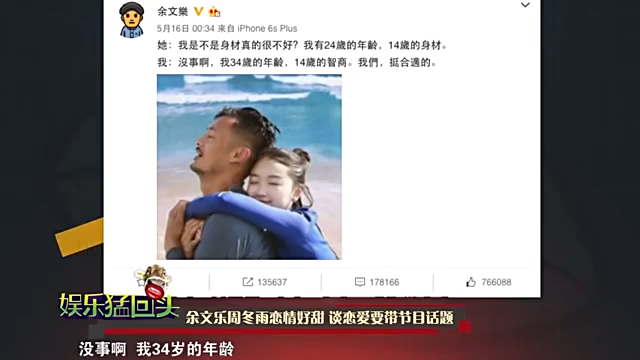 余文樂
5月16日 00:34 来自 iPhone 6s Plus
她：我是不是身材真的很不好？我有24歲的年齡，14歲的身材。
我：沒事啊，我34歲的年齡，14歲的智商。我們，挺合適的。
135637
178166
766088
娱乐猛回头
余文乐周冬雨恋情好甜 谈恋爱要带节目话题
没事啊 我34岁的年龄